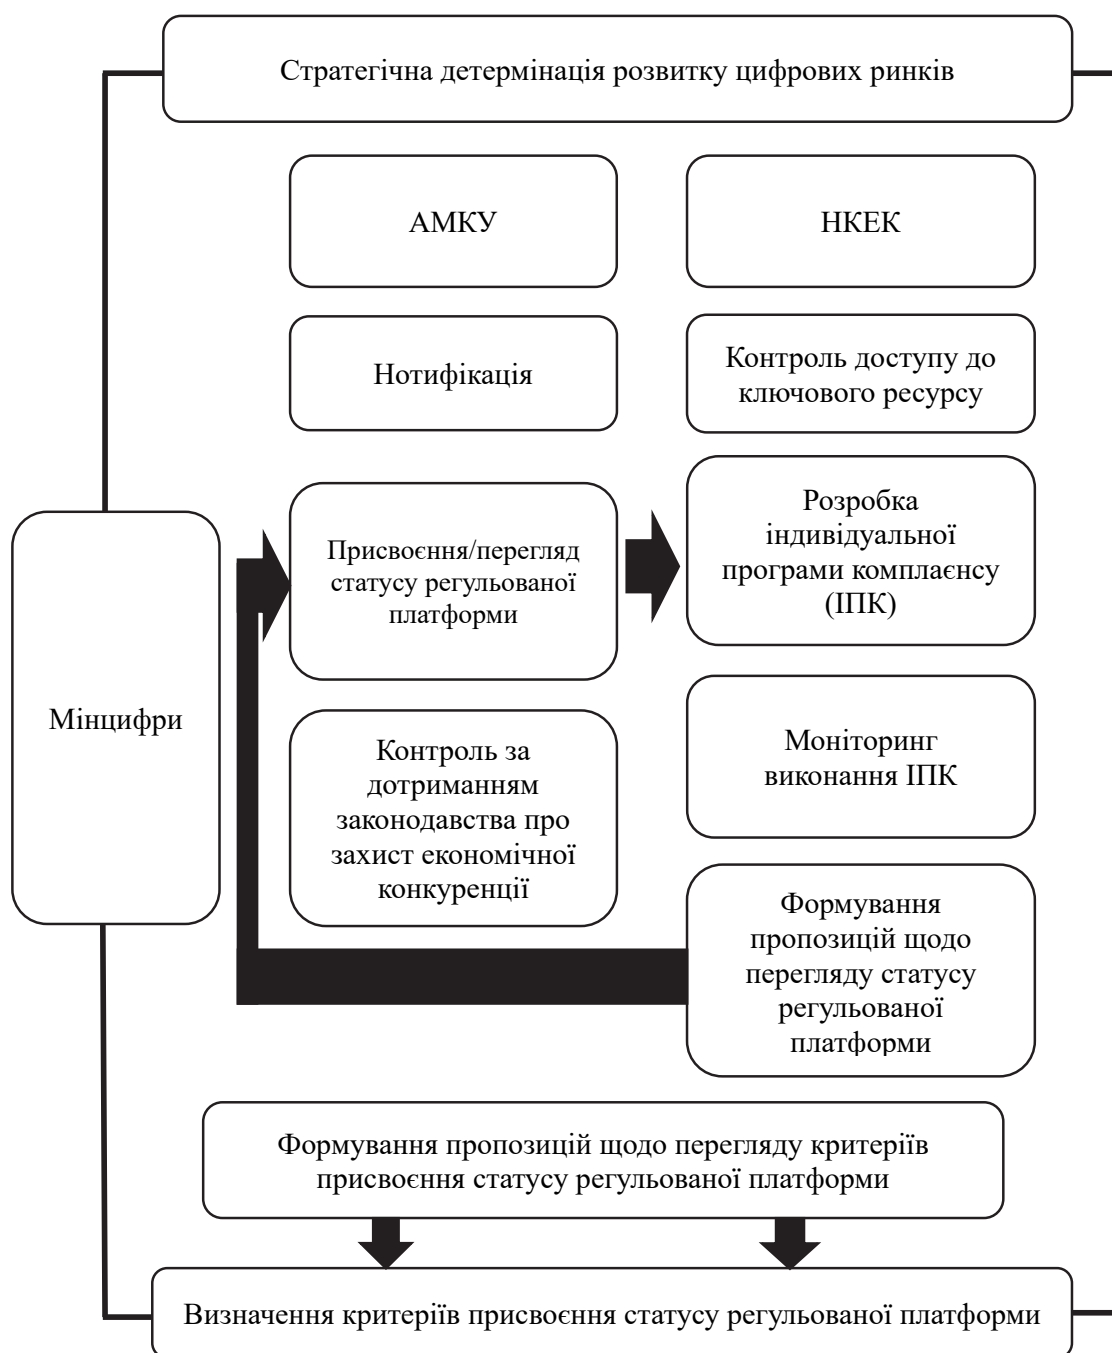 Стратегічна детермінація розвитку цифрових ринків
АМКУ
НКЕК
Нотифікація
Контроль доступу до
ключового ресурсу
Присвоєння/перегляд
статусу регульованої
платформи
Розробка
індивідуальної
програми комплаєнсу
(ІПК)
Мінцифри
Контроль за
дотриманням
законодавства про
захист економічної
конкуренції
Моніторинг
виконання ІПК
Формування
пропозицій щодо
перегляду статусу
регульованої
платформи
Формування пропозицій щодо перегляду критеріїв
присвоєння статусу регульованої платформи
Визначення критеріїв присвоєння статусу регульованої платформи